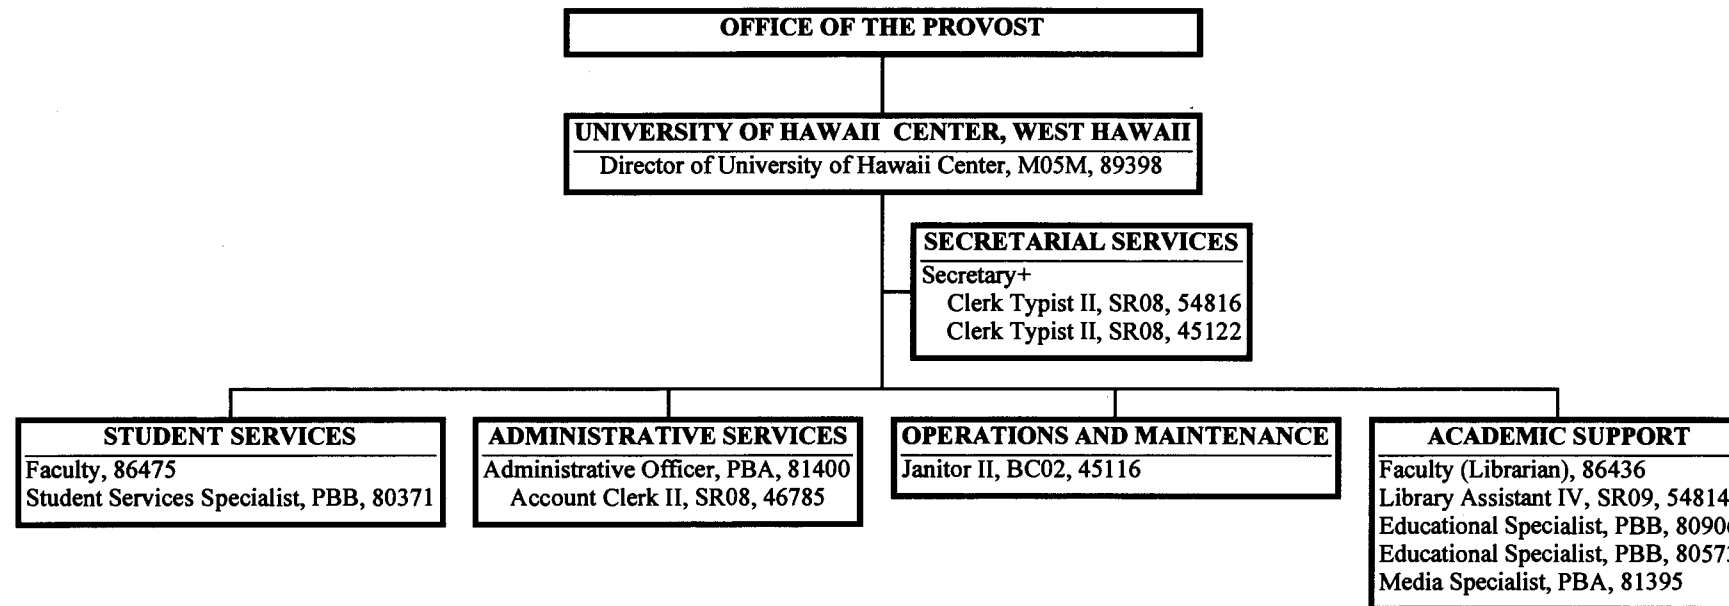 OFFICE OF THE PROVOST
UNIVERSITY OF HAWAII CENTER, WEST HAWAII
Director of University of Hawaii Center, M05M, 89398
SECRETARIAL SERVICES
Secretary+
Clerk Typist II, SR08, 54816
Clerk Typist II, SR08, 45122
STUDENT SERVICES
Faculty, 86475
Student Services Specialist, PBB, 80371
ADMINISTRATIVE SERVICES
Administrative Officer, PBA, 81400
Account Clerk II, SR08, 46785
OPERATIONS AND MAINTENANCE
Janitor II, BC02, 45116
ACADEMIC SUPPORT
Faculty (Librarian), 86436
Library Assistant IV, SR09, 54814
Educational Specialist, PBB,
Educational Specialist, PBB,
Media Specialist, PBA, 81395